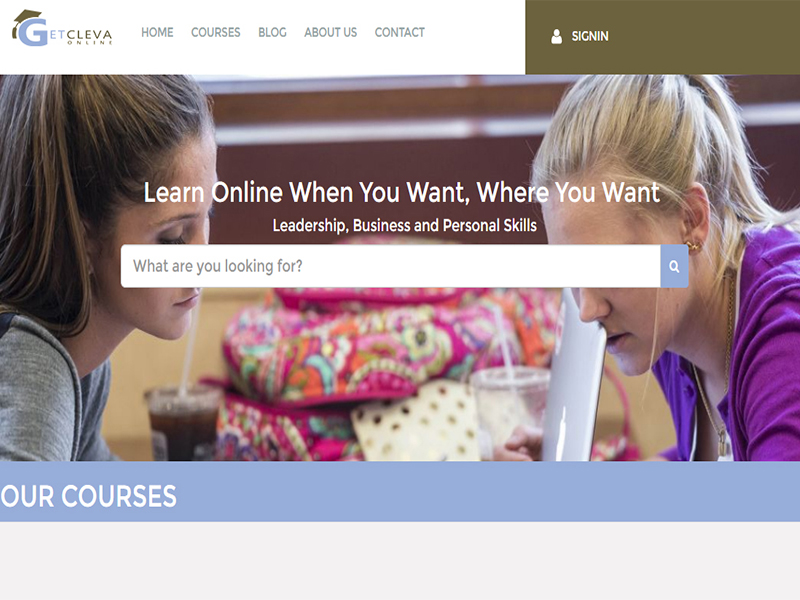 GETCLEVA
ONLINE
HOME COURSES BLOG ABOUT US CONTACT
SIGNIN
Learn Online When You Want, Where You Want
Leadership, Business and Personal Skills
What are you looking for?
OUR COURSES